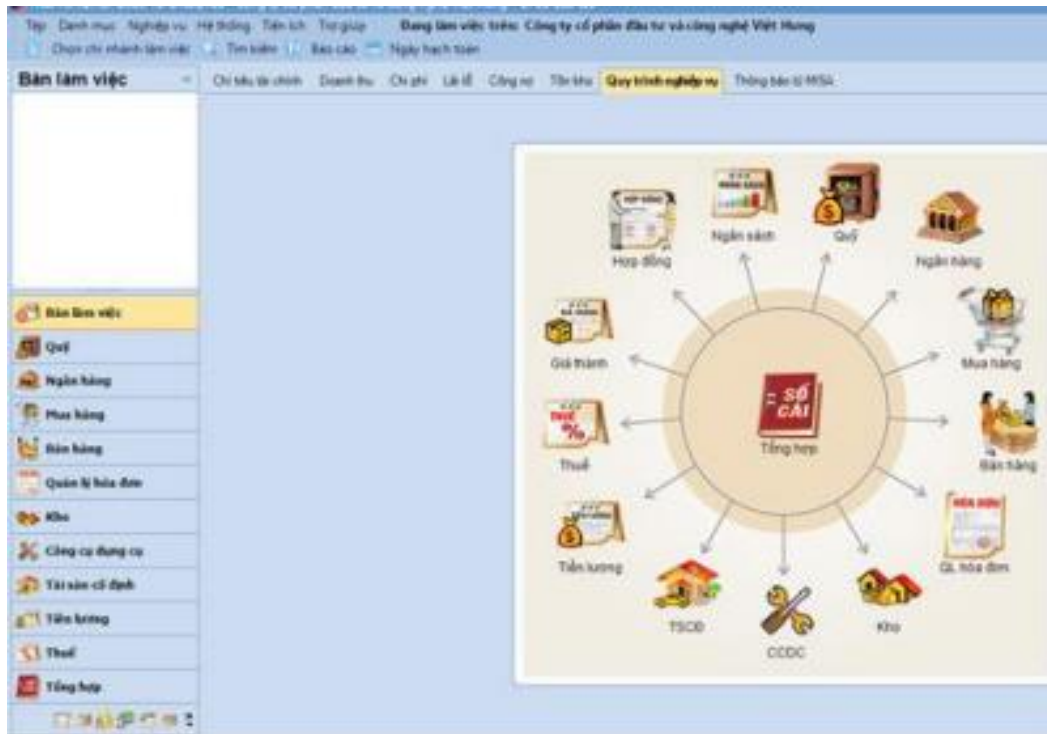 Tệp Danh mục Nghiệp vụ Hệ thống Tiện ích Trợ giúp Đang làm việc trên: Công ty cổ phần đầu tư và công nghệ Việt Hưng
Chọn chi nhánh làm việc Tìm kiếm Báo cáo Ngày hạch toán
Bàn làm việc
Chỉ tiêu tài chính Doanh thu Chi phí Lãi lỗ Công nợ Tồn kho Quy trình nghiệp vụ Thông báo từ MISA
Hợp đồng
Ngân sách
Quỹ
Ngân hàng
Giá thành
Mua hàng
THUẾ
%
Thuế
SỔ
CÁI
Tổng hợp
Bán hàng
Tiền lương
HÓA ĐƠN
QL hóa đơn
TSCĐ
CCDC
Kho
Bàn làm việc
Quỹ
Ngân hàng
Mua hàng
Bán hàng
Quản lý hóa đơn
Kho
Công cụ dụng cụ
Tài sản cố định
Tiền lương
Thuế
Tổng hợp